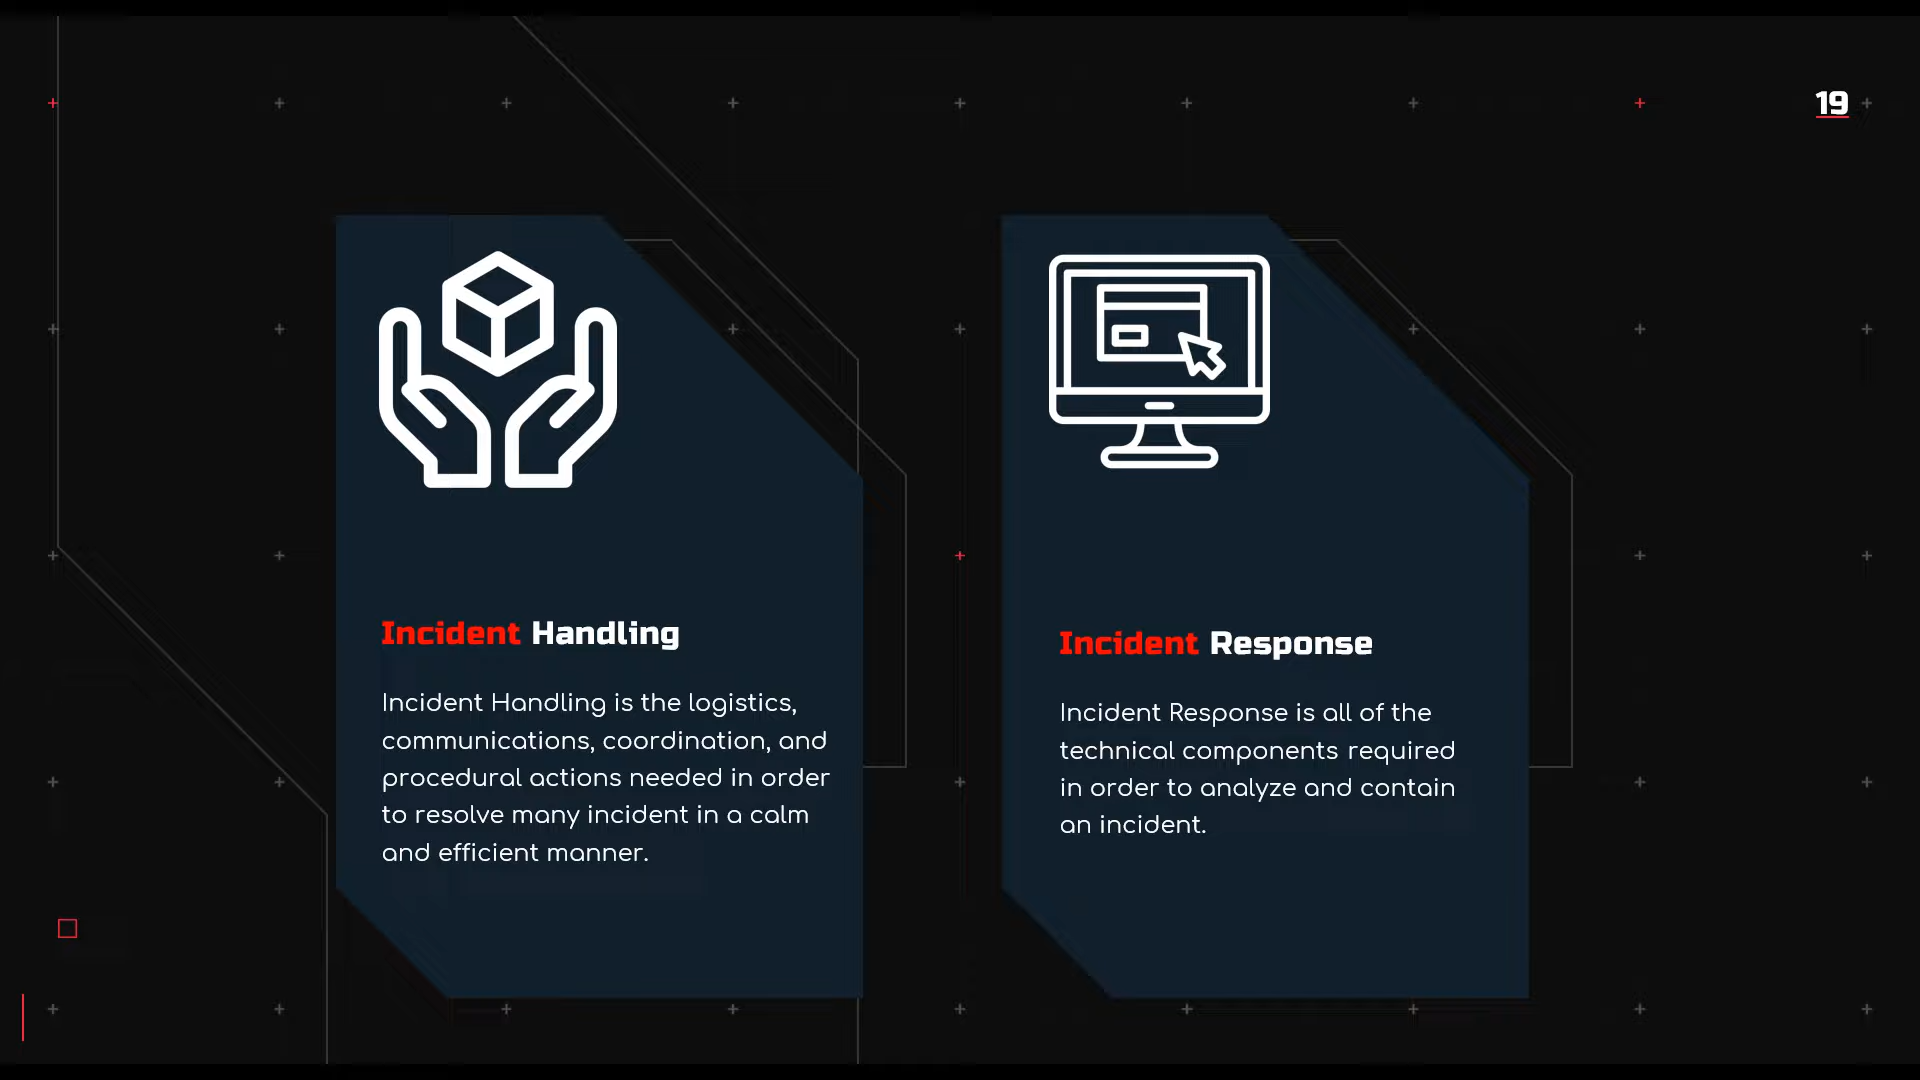 19
Incident Handling
Incident Handling is the logistics,
communications, coordination, and
procedural actions needed in order
to resolve many incident in a calm
and efficient manner.
Incident Response
Incident Response is all of the
technical components required
in order to analyze and contain
an incident.